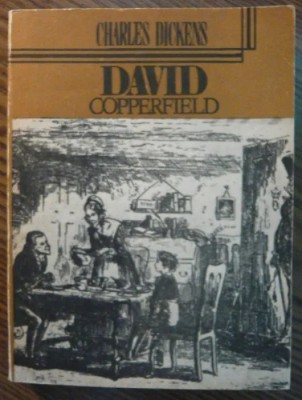 CHARLES DICKENS
DAVID
COPPERFIELD